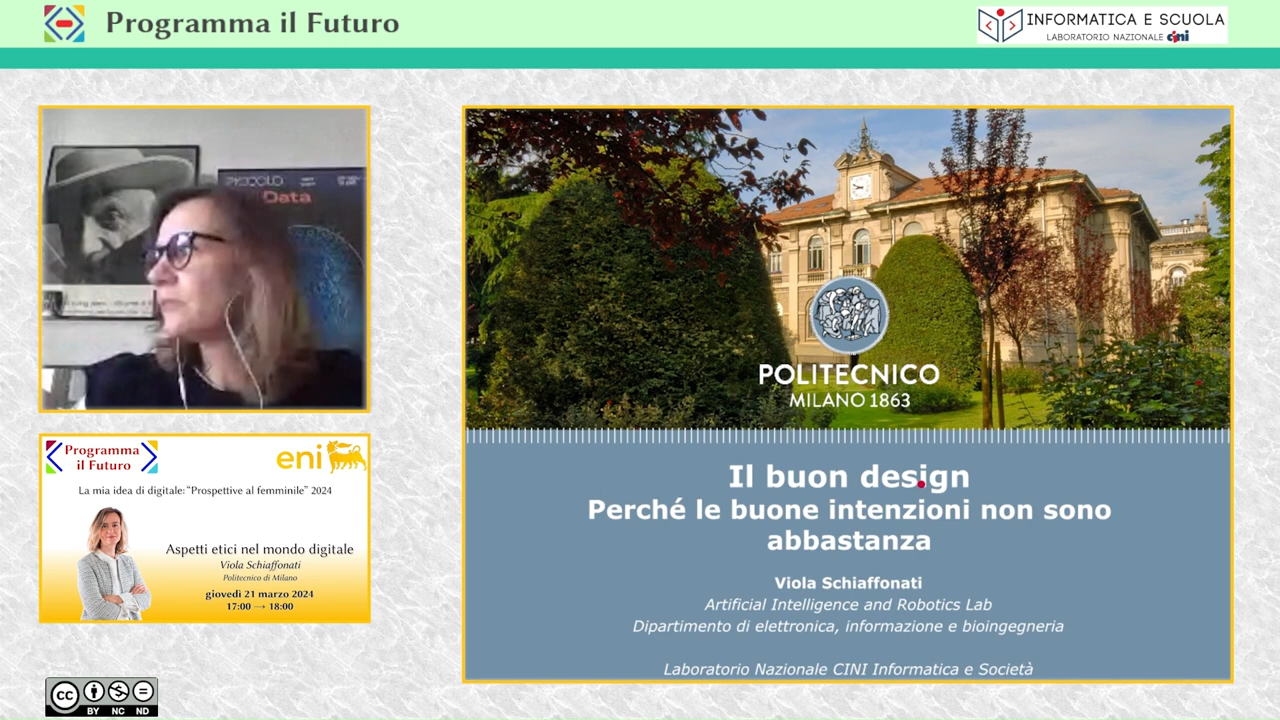 Programma il Futuro
INFORMATICA E SCUOLA
LABORATORIO NAZIONALE cini
PICCOLO
Data
Programma
il Futuro
eni
La mia idea di digitale: “Prospettive al femminile” 2024
Aspetti etici nel mondo digitale
Viola Schiaffonati
Politecnico di Milano
giovedì 21 marzo 2024
17:00 → 18:00
cc
BY NC ND
POLITECNICO
MILANO 1863
Il buon design
Perché le buone intenzioni non sono
abbastanza
Viola Schiaffonati
Artificial Intelligence and Robotics Lab
Dipartimento di elettronica, informazione e bioingegneria
Laboratorio Nazionale CINI Informatica e Società